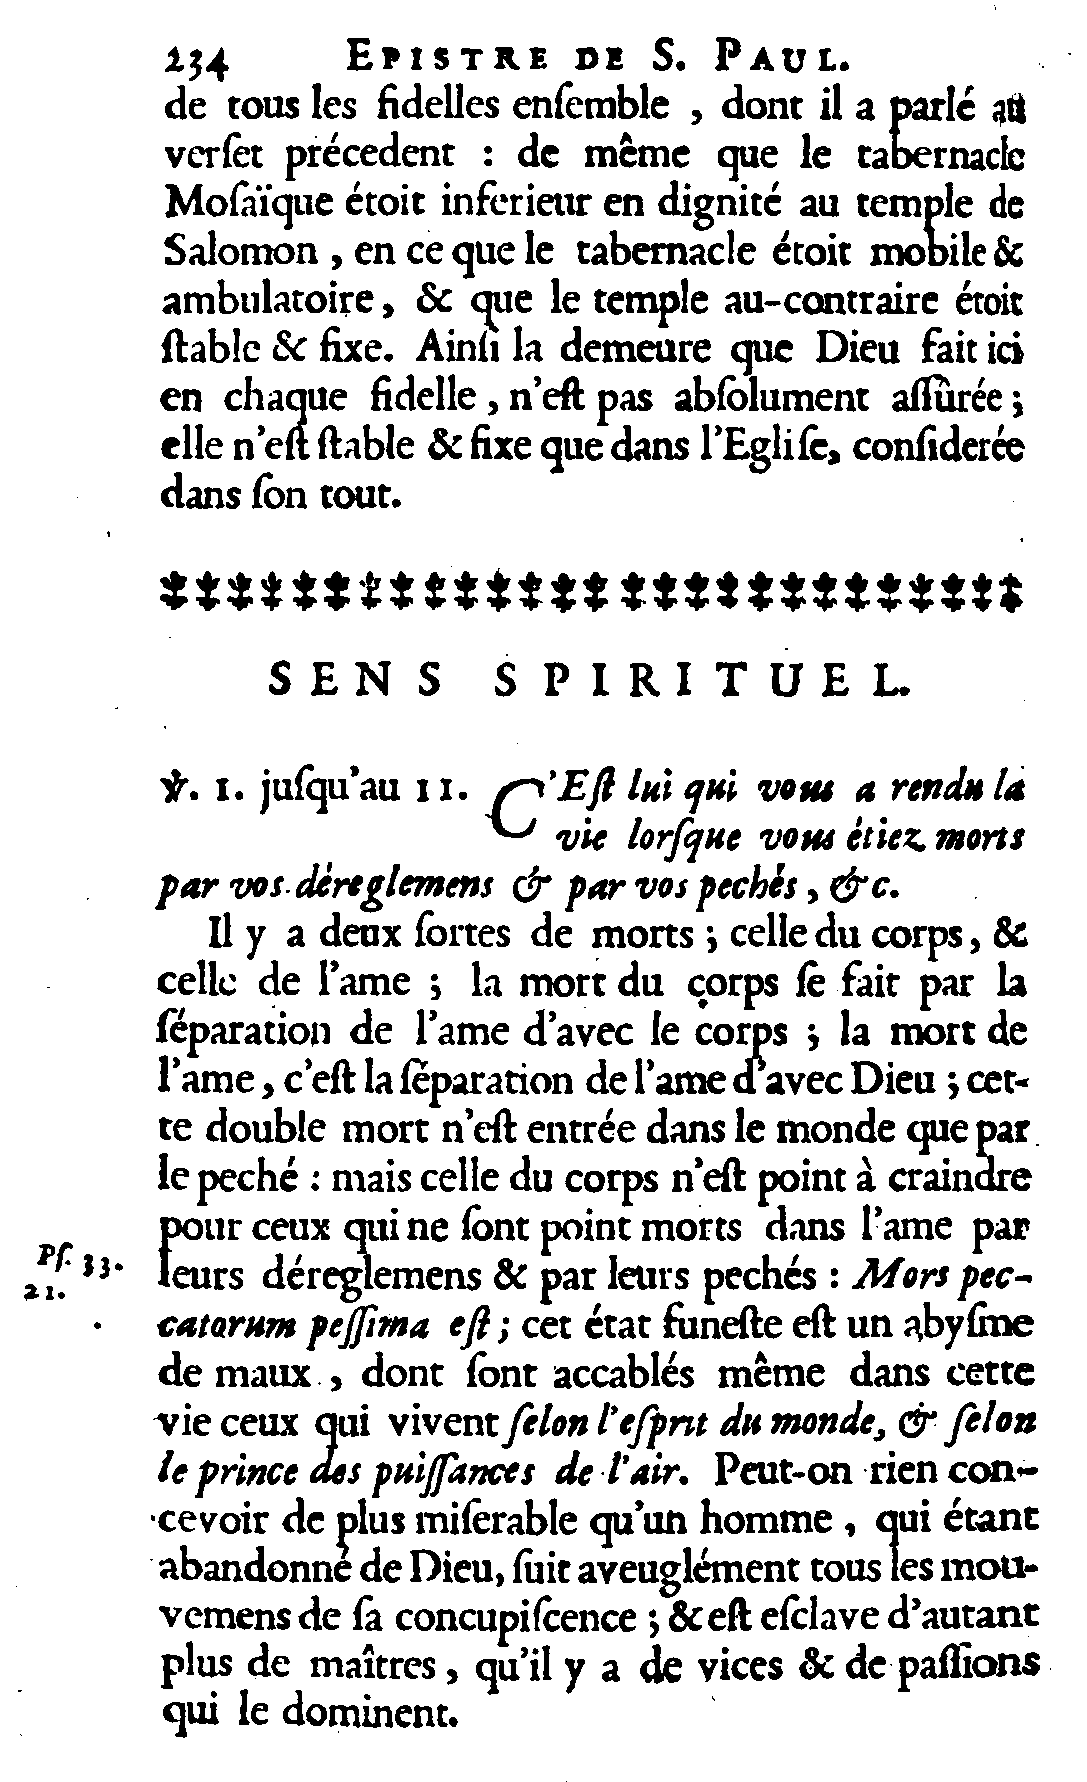 234 EPISTRE DE S. PAUL.
de tous les fidelles enſemble , dont il a parlé au
verſet précedent : de même que le tabernacle
Moſaïque étoit inferieur en dignité au temple de
Salomon , en ce que le tabernacle étoit mobile &
ambulatoire, & que le temple au-contraire étoit
ſtable & fixe. Ainſi la demeure que Dieu fait ici
en chaque fidelle , n'eſt pas abſolument aſſûrée ;
elle n'eſt ſtable & fixe que dans l'Egliſe, conſiderée
dans ſon tout.
SENS SPIRITUEL.
℣. 1. juſqu'au 11. C'Eſt lui qui vous a rendu la
vie lorſque vous étiez morts
par vos déreglemens & par vos pechés , &c.
Il y a deux ſortes de morts ; celle du corps, &
celle de l'ame ; la mort du corps ſe fait par la
ſéparation de l'ame d'avec le corps ; la mort de
l'ame , c'eſt la ſéparation de l'ame d'avec Dieu ; cet-
te double mort n'eſt entrée dans le monde que par
le peché : mais celle du corps n'eſt point à craindre
pour ceux qui ne ſont point morts dans l'ame par
Pſ. 33. leurs déreglemens & par leurs pechés : Mors pec-
21.
catorum peſſima eſt ; cet état funeſte eſt un abyſme
de maux , dont ſont accablés même dans cette
vie ceux qui vivent ſelon l'eſprit du monde, & ſelon
le prince des puiſſances de l'air. Peut-on rien con-
cevoir de plus miſerable qu'un homme , qui étant
abandonné de Dieu, ſuit aveuglément tous les mou-
vemens de ſa concupiſcence ; & eſt eſclave d'autant
plus de maîtres , qu'il y a de vices & de paſſions
qui le dominent.